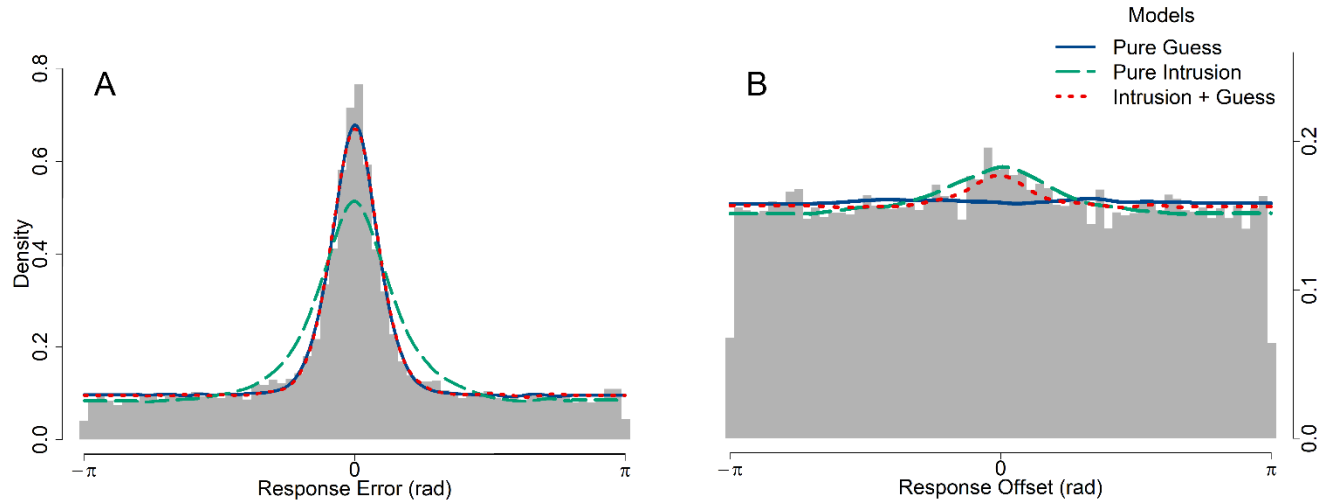 Models
Pure Guess
Pure Intrusion
Intrusion + Guess
A
0.8
0.6
0.4
0.2
0.0
Density
−π
0
π
Response Error (rad)
B
0.2
0.1
0.0
−π
0
π
Response Offset (rad)